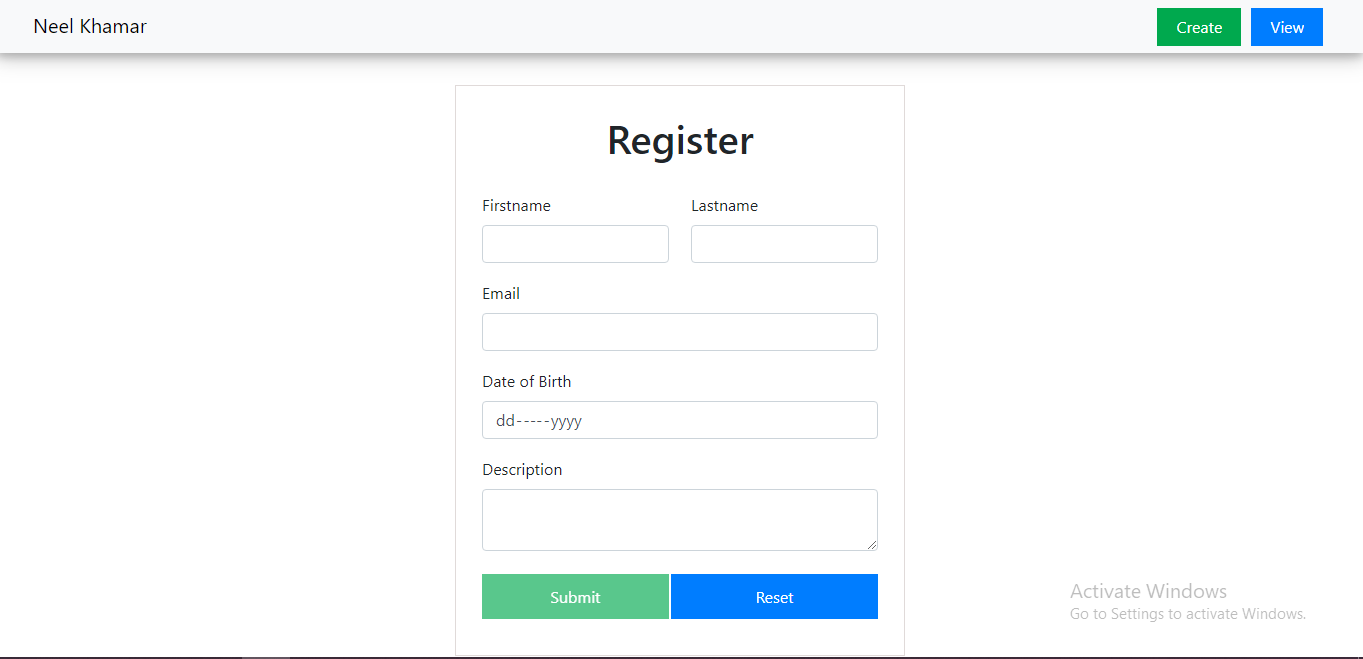 Neel Khamar Create View
Register
Firstname Lastname
Email
Date of Birth
dd-----yyyy
Description
Submit Reset
Activate Windows
Go to Settings to activate Windows.